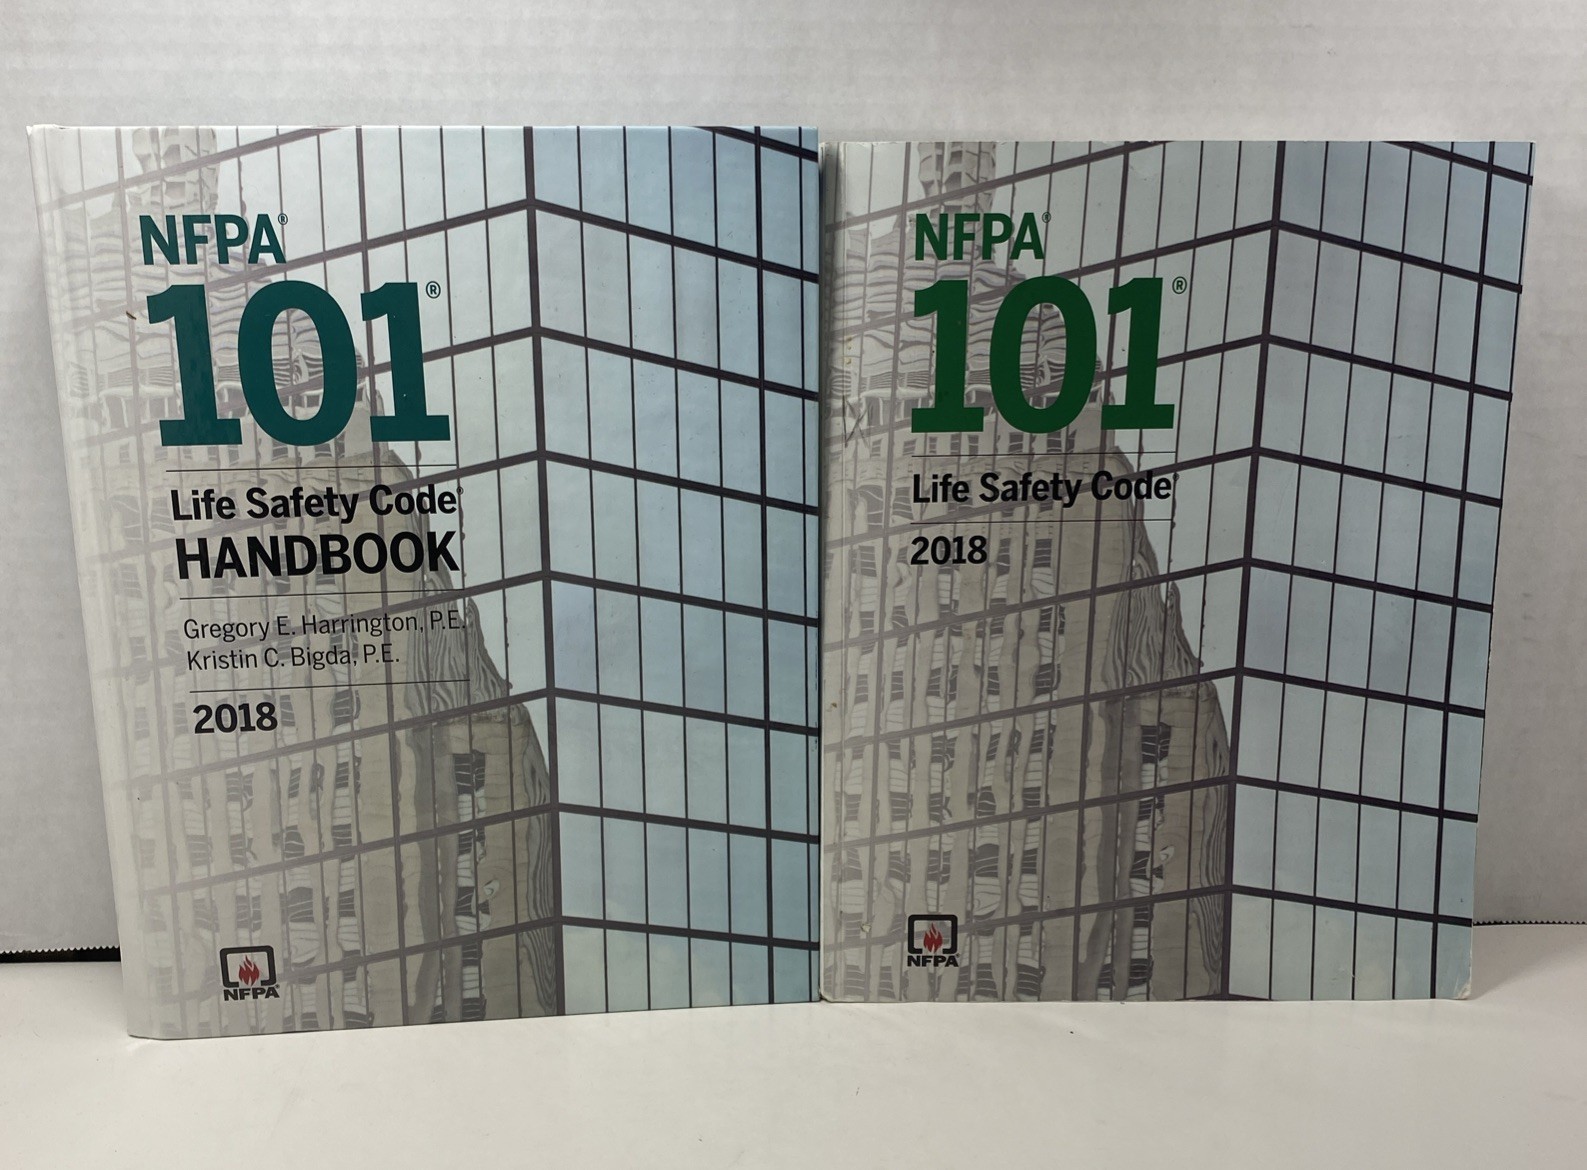 NFPA®
101®
Life Safety Code®
HANDBOOK
Gregory E. Harrington, P.E.
Kristin C. Bigda, P.E.
2018
NFPA®
NFPA®
101®
Life Safety Code®
2018
NFPA®